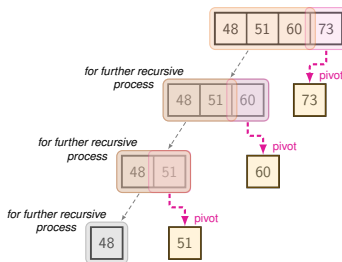 48 51 60 73
for further recursive
process
pivot
48 51 60
73
for further recursive
process
pivot
48 51
60
for further recursive
process
pivot
48
51